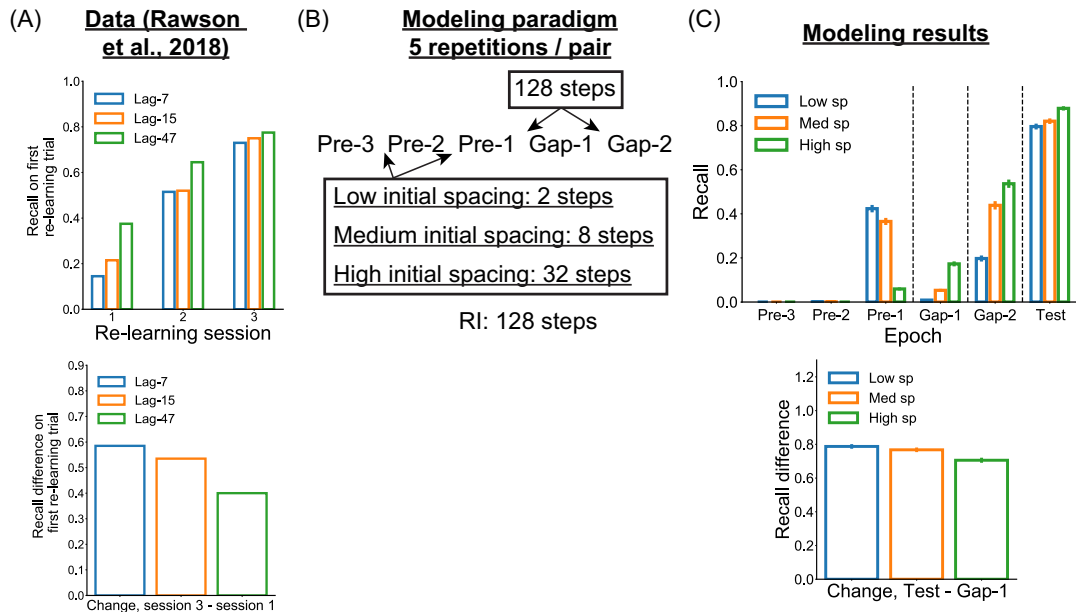 (A)
Data (Rawson
et al., 2018)
1.0
0.8
0.6
0.4
0.2
0.0
Recall on first
re-learning trial
Lag-7
Lag-15
Lag-47
1 2 3
Re-learning session
0.9
0.8
0.7
0.6
0.5
0.4
0.3
0.2
0.1
0.0
Recall difference on
first re-learning trial
Lag-7
Lag-15
Lag-47
Change, session 3 - session 1
(B)
Modeling paradigm
5 repetitions / pair
128 steps
Pre-3 Pre-2 Pre-1 Gap-1 Gap-2
Low initial spacing: 2 steps
Medium initial spacing: 8 steps
High initial spacing: 32 steps
RI: 128 steps
(C)
Modeling results
1.0
0.8
0.6
0.4
0.2
0.0
Recall
Low sp
Med sp
High sp
Pre-3 Pre-2 Pre-1 Gap-1 Gap-2 Test
Epoch
1.2
1.0
0.8
0.6
0.4
0.2
0.0
Recall difference
Low sp
Med sp
High sp
Change, Test - Gap-1